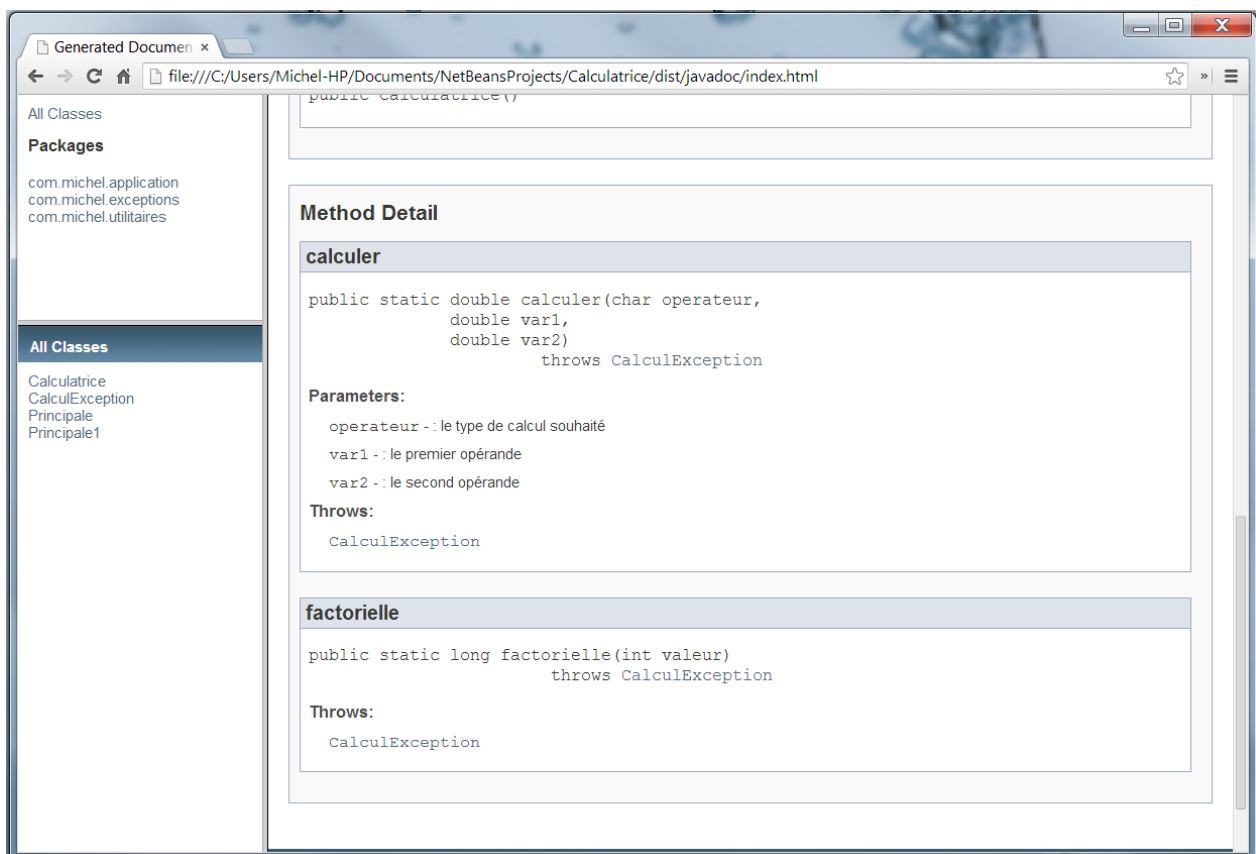 Generated Documen ×
file:///C:/Users/Michel-HP/Documents/NetBeansProjects/Calculatrice/dist/javadoc/index.html
All Classes
Packages
com.michel.application
com.michel.exceptions
com.michel.utilitaires
All Classes
Calculatrice
CalculException
Principale
Principale1
public Calculatrice()
Method Detail
calculer
public static double calculer(char operateur,
double var1,
double var2)
throws CalculException
Parameters:
operateur - : le type de calcul souhaité
var1 - : le premier opérande
var2 - : le second opérande
Throws:
CalculException
factorielle
public static long factorielle(int valeur)
throws CalculException
Throws:
CalculException